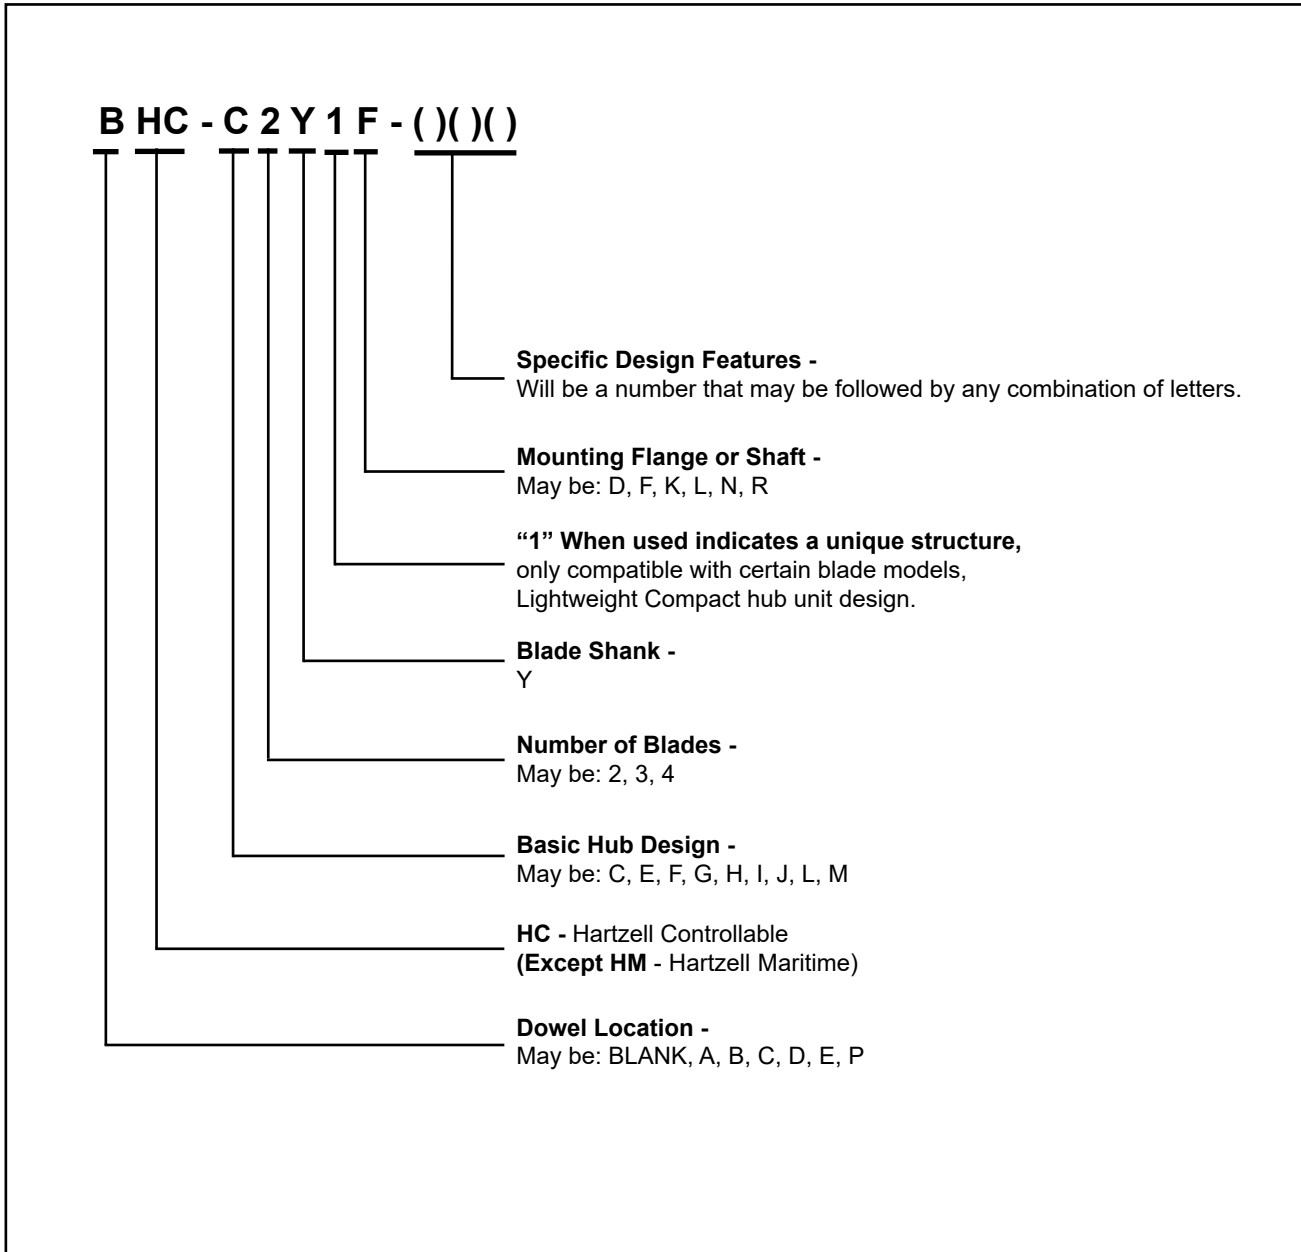 B HC - C 2 Y 1 F - ( )( )( )
Specific Design Features -
Will be a number that may be followed by any combination of letters.
Mounting Flange or Shaft -
May be: D, F, K, L, N, R
“1” When used indicates a unique structure,
only compatible with certain blade models,
Lightweight Compact hub unit design.
Blade Shank -
Y
Number of Blades -
May be: 2, 3, 4
Basic Hub Design -
May be: C, E, F, G, H, I, J, L, M
HC - Hartzell Controllable
(Except HM - Hartzell Maritime)
Dowel Location -
May be: BLANK, A, B, C, D, E, P